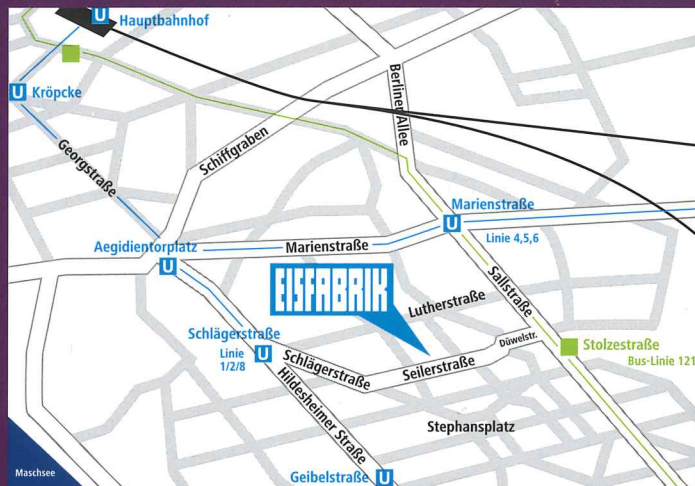 U Hauptbahnhof
U Kröpcke
Georgstraße
Schiffgraben
Berliner Allee
Marienstraße
U
Linie 4,5,6
Aegidientorplatz
U
Marienstraße
Sallstraße
EISFABRIK
Lutherstraße
Schlägerstraße
Linie
1/2/8
U
Schlägerstraße
Seilerstraße
Düwelstr.
Stolzestraße
Bus-Linie 121
Hildesheimer Straße
Stephansplatz
Maschsee
Geibelstraße U